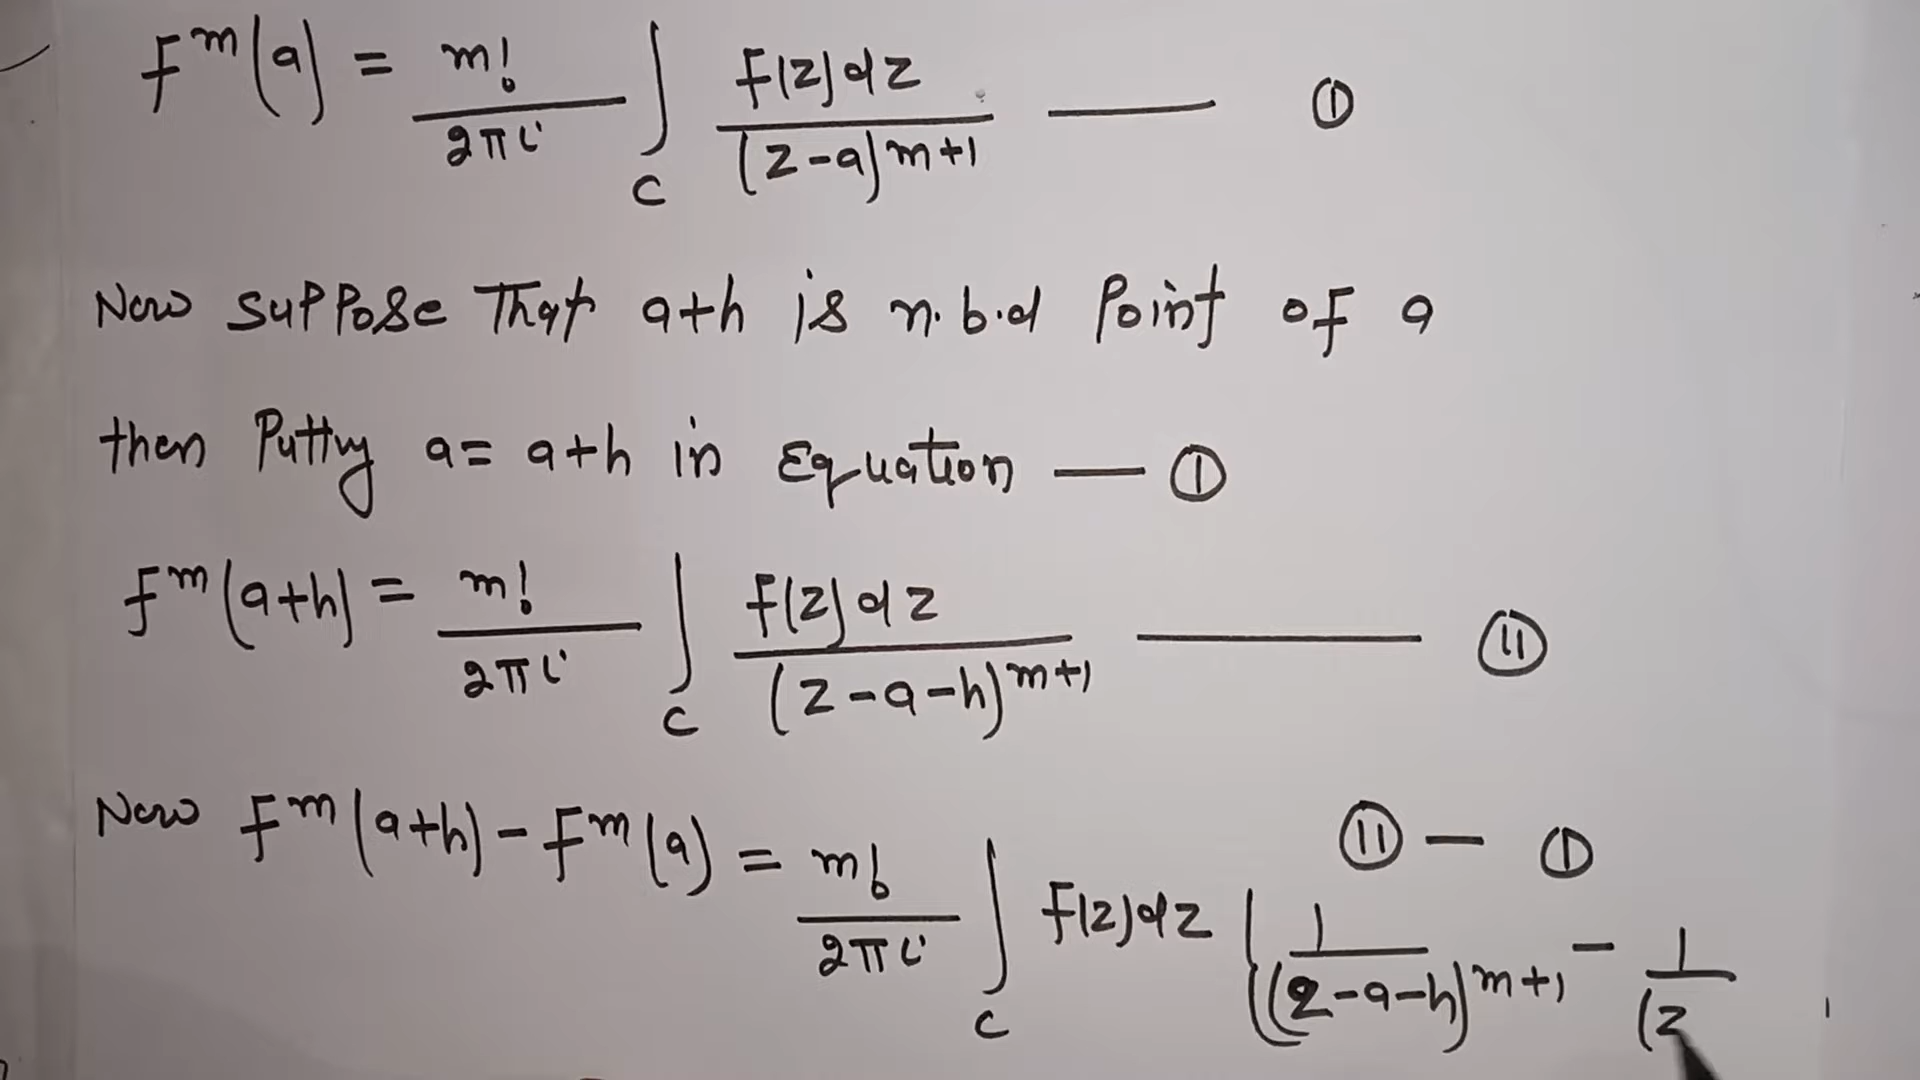 F^m(a) = m!/2πi ∫_C F(z)dz/(z-a)^{m+1} —— ①
Now suppose That a+h is n.b.d Point of a
then Putting a = a+h in Equation — ①
F^m(a+h) = m!/2πi ∫_C F(z)dz/(z-a-h)^{m+1} ——— ⑪
⑪ — ①
Now F^m(a+h) - F^m(a) = m!/2πi ∫_C F(z)dz [1/(z-a-h)^{m+1} - 1/(z